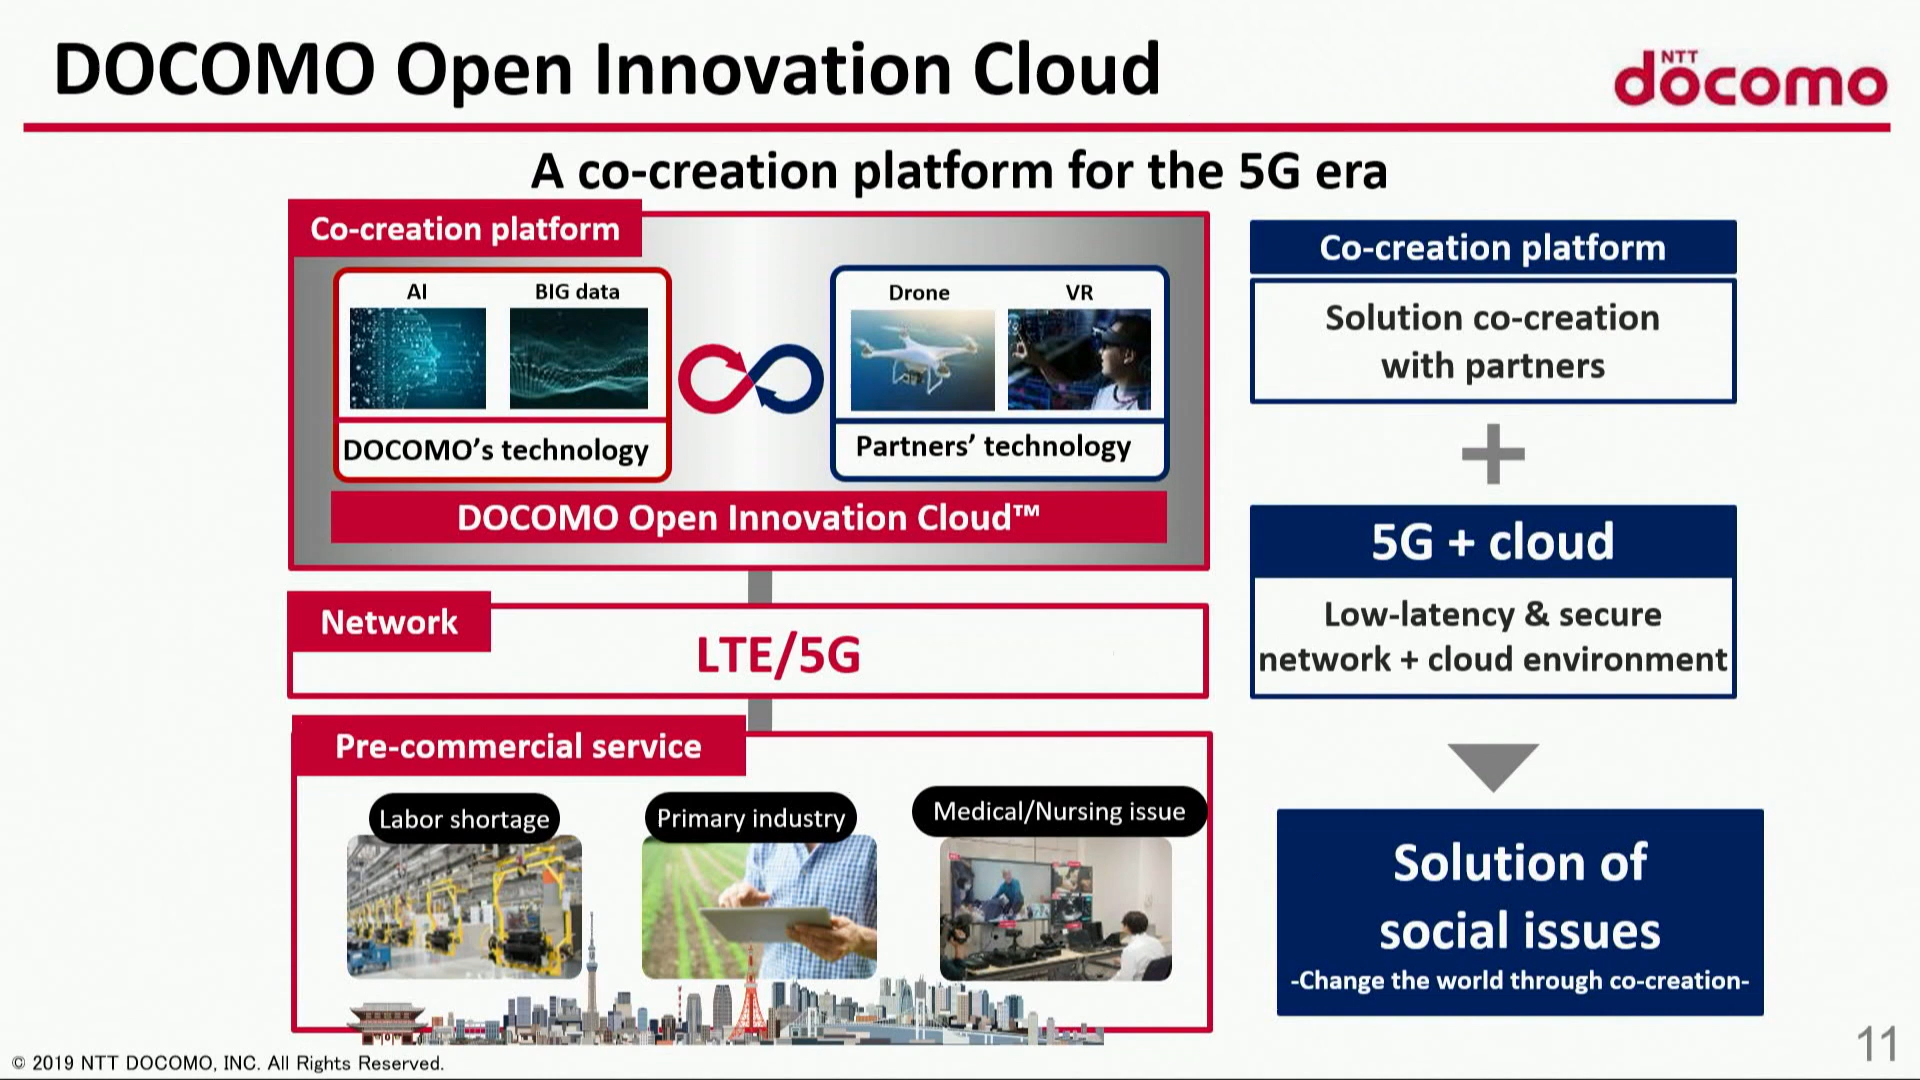 DOCOMO Open Innovation Cloud
NTT
docomo
A co-creation platform for the 5G era
Co-creation platform
AI
BIG data
DOCOMO's technology
Drone
VR
Partners' technology
DOCOMO Open Innovation Cloud™
Network
LTE/5G
Pre-commercial service
Labor shortage
Primary industry
Medical/Nursing issue
Co-creation platform
Solution co-creation
with partners
+
5G + cloud
Low-latency & secure
network + cloud environment
Solution of
social issues
-Change the world through co-creation-
© 2019 NTT DOCOMO, INC. All Rights Reserved.
11